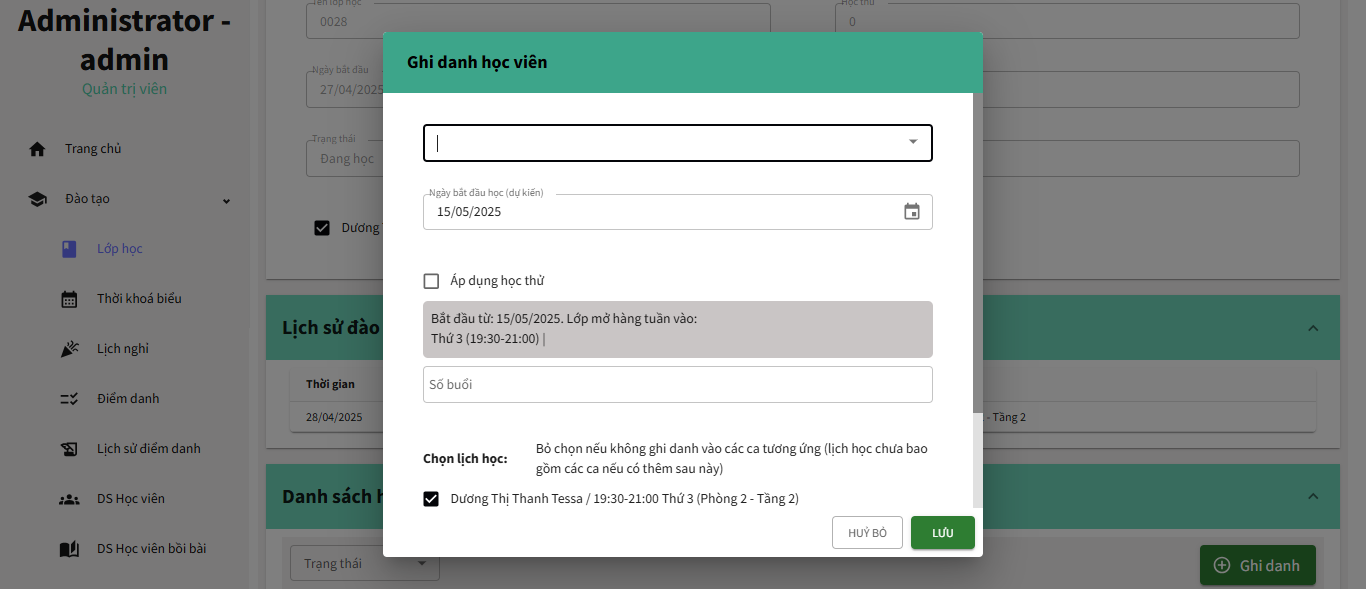 Administrator -
admin
Quản trị viên
Trang chủ
Đào tạo
Lớp học
Thời khoá biểu
Lịch nghỉ
Điểm danh
Lịch sử điểm danh
DS Học viên
DS Học viên bồi bài
Tên lớp học
0028
Học thử
0
Ngày bắt đầu
27/04/2025
Trạng thái
Đang học
Dương
Lịch sử đào
Thời gian
28/04/2025
- Tầng 2
Danh sách
Trạng thái
Ghi danh
Ghi danh học viên
Ngày bắt đầu học (dự kiến)
15/05/2025
Áp dụng học thử
Bắt đầu từ: 15/05/2025. Lớp mở hàng tuần vào:
Thứ 3 (19:30-21:00) |
Số buổi
Chọn lịch học:
Bỏ chọn nếu không ghi danh vào các ca tương ứng (lịch học chưa bao
gồm các ca nếu có thêm sau này)
Dương Thị Thanh Tessa / 19:30-21:00 Thứ 3 (Phòng 2 - Tầng 2)
HUỶ BỎ
LƯU